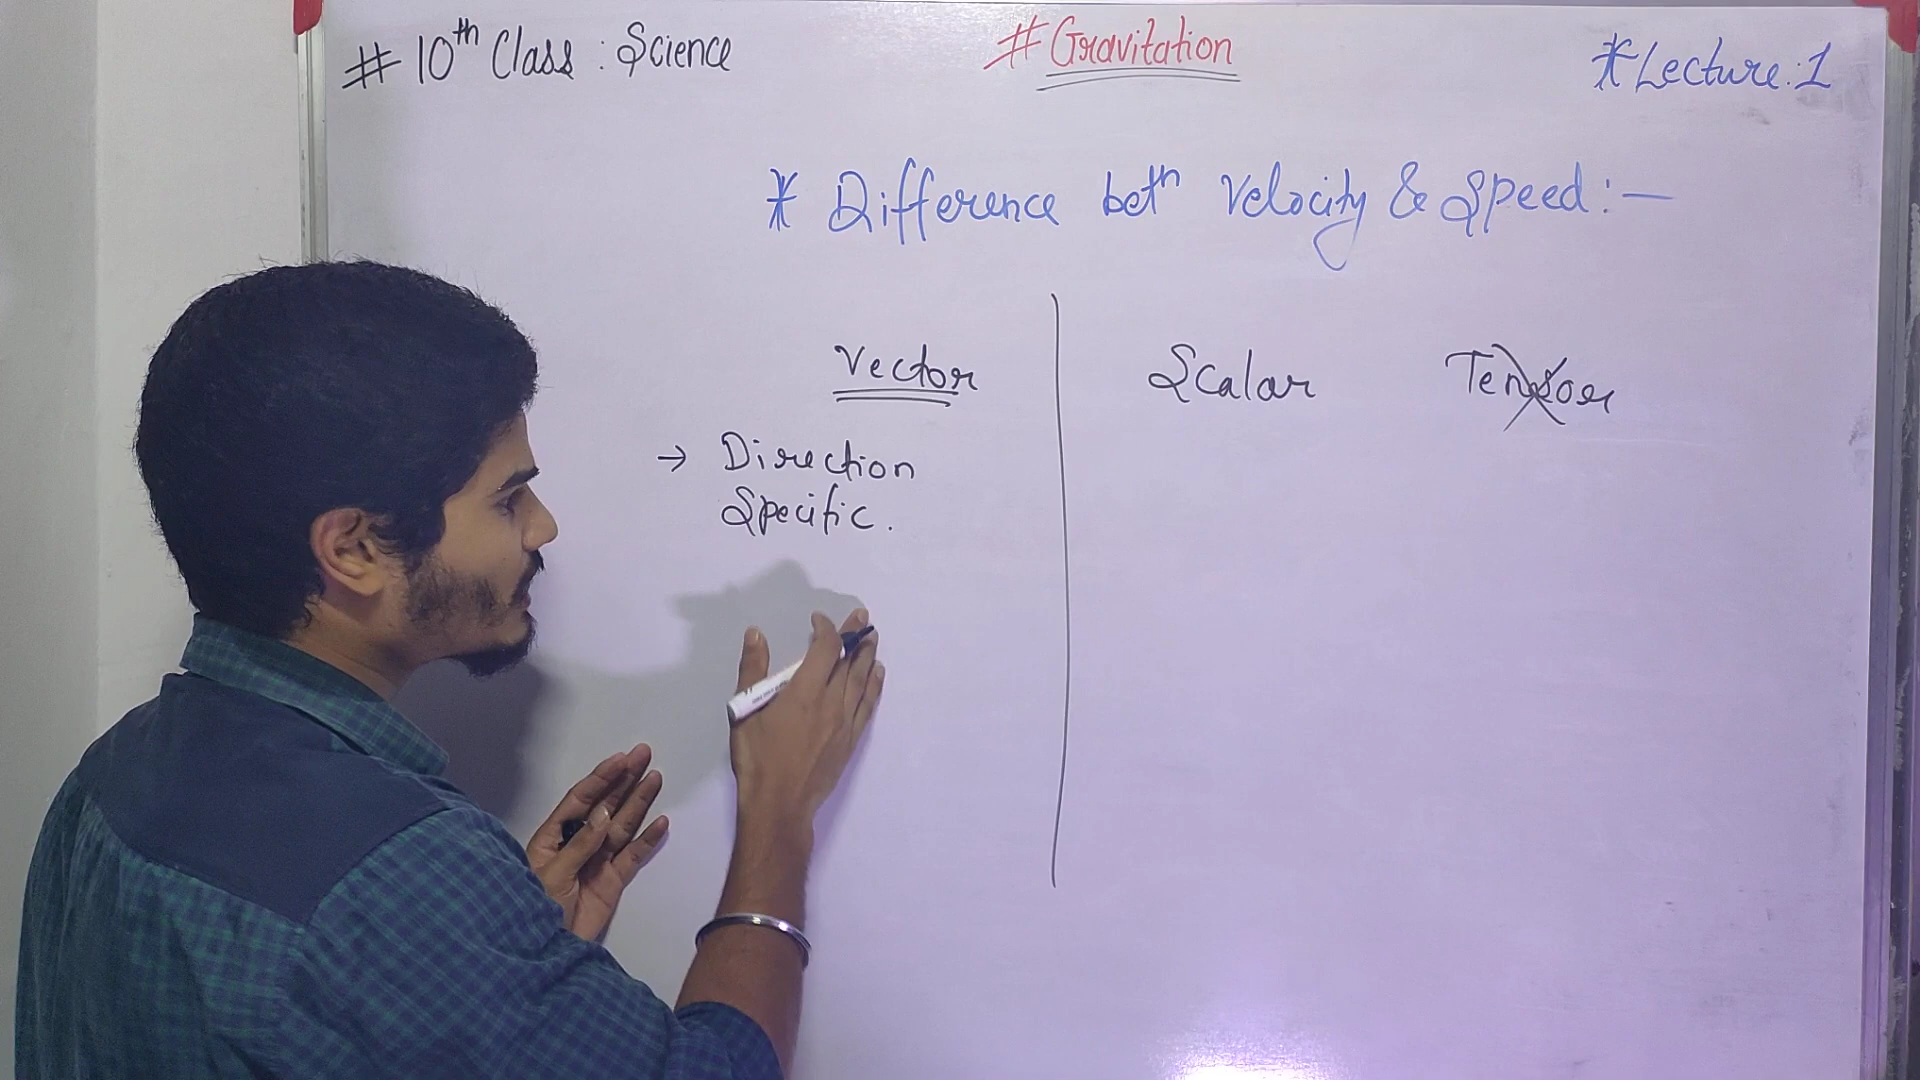 # 10th Class : Science
# Gravitation
* Lecture : 1
* Difference betn Velocity & Speed :-
Vector
Scalar
Tensor
→ Direction
Specific.